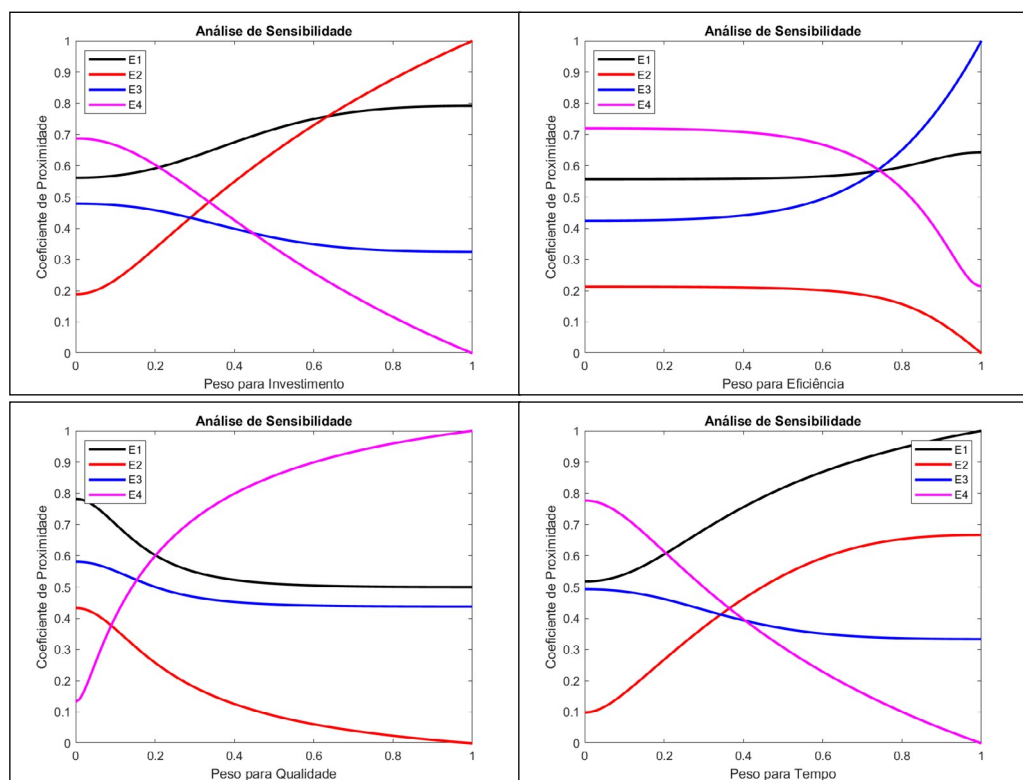 Análise de Sensibilidade
E1
E2
E3
E4
Coeficiente de Proximidade
1
0.9
0.8
0.7
0.6
0.5
0.4
0.3
0.2
0.1
0
0 0.2 0.4 0.6 0.8 1
Peso para Investimento
Análise de Sensibilidade
E1
E2
E3
E4
Coeficiente de Proximidade
1
0.9
0.8
0.7
0.6
0.5
0.4
0.3
0.2
0.1
0
0 0.2 0.4 0.6 0.8 1
Peso para Eficiência
Análise de Sensibilidade
E1
E2
E3
E4
Coeficiente de Proximidade
1
0.9
0.8
0.7
0.6
0.5
0.4
0.3
0.2
0.1
0
0 0.2 0.4 0.6 0.8 1
Peso para Qualidade
Análise de Sensibilidade
E1
E2
E3
E4
Coeficiente de Proximidade
1
0.9
0.8
0.7
0.6
0.5
0.4
0.3
0.2
0.1
0
0 0.2 0.4 0.6 0.8 1
Peso para Tempo